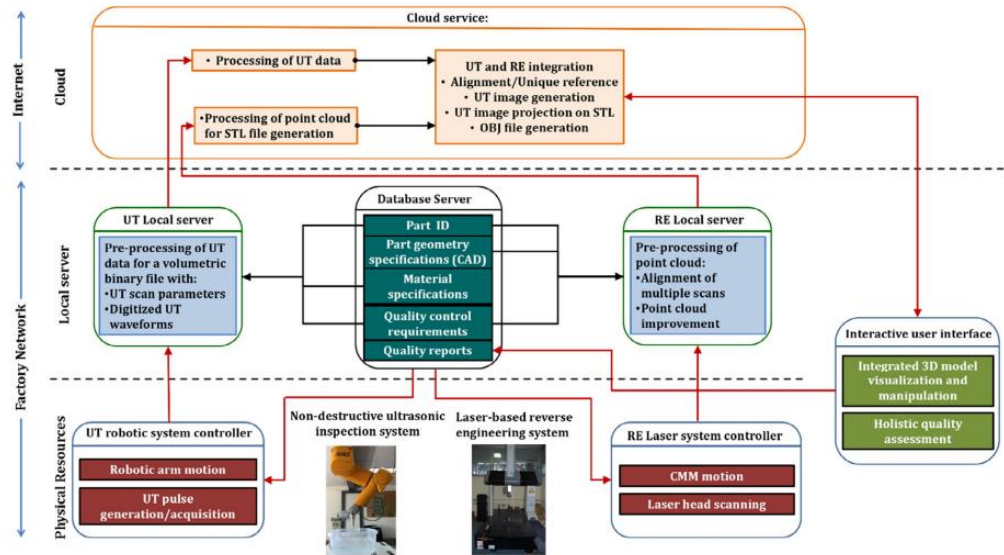 Cloud service:
• Processing of UT data
•Processing of point cloud
for STL file generation
UT and RE integration
• Alignment/Unique reference
• UT image generation
• UT image projection on STL
• OBJ file generation
Internet
Cloud
Factory Network
Local server
Physical Resources
UT Local server
Pre-processing of UT
data for a volumetric
binary file with:
•UT scan parameters
•Digitized UT
waveforms
Database Server
Part ID
Part geometry
specifications (CAD)
Material
specifications
Quality control
requirements
Quality reports
RE Local server
Pre-processing of
point cloud:
•Alignment of
multiple scans
•Point cloud
improvement
Interactive user interface
Integrated 3D model
visualization and
manipulation
Holistic quality
assessment
UT robotic system controller
Robotic arm motion
UT pulse
generation/acquisition
Non-destructive ultrasonic
inspection system
Laser-based reverse
engineering system
RE Laser system controller
CMM motion
Laser head scanning